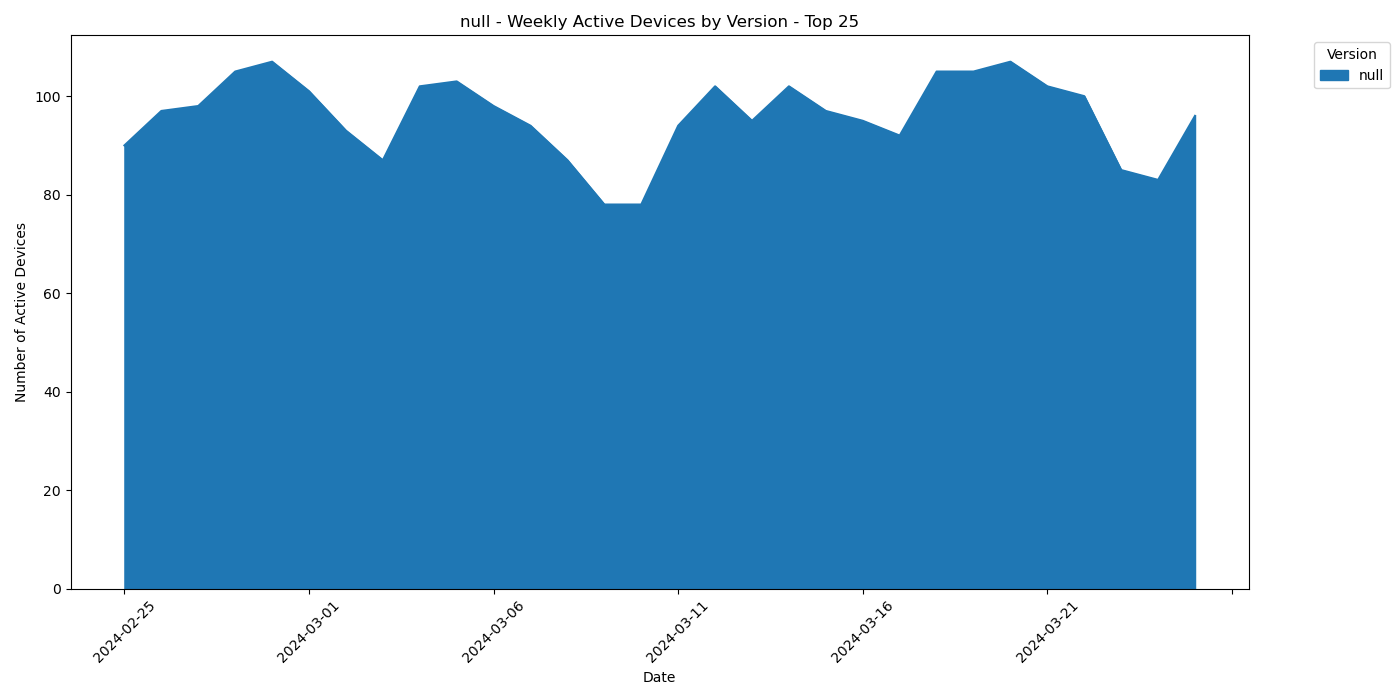 null - Weekly Active Devices by Version - Top 25
Version
null
Number of Active Devices
100
80
60
40
20
0
2024-02-25
2024-03-01
2024-03-06
2024-03-11
2024-03-16
2024-03-21
Date